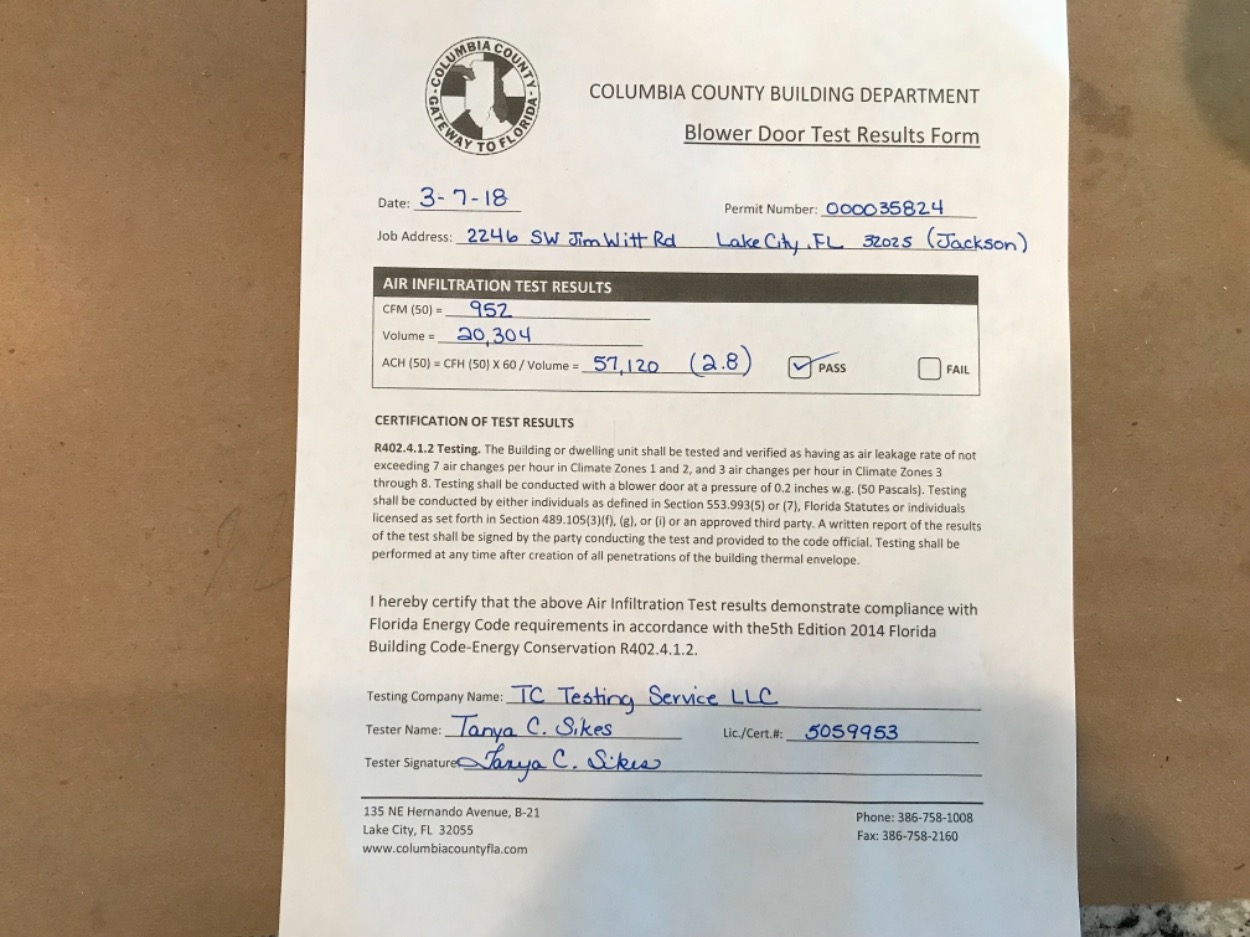 COLUMBIA COUNTY
GATEWAY TO FLORIDA
COLUMBIA COUNTY BUILDING DEPARTMENT
Blower Door Test Results Form
Date: 3-7-18 Permit Number: 000035824
Job Address: 2246 SW Jim Witt Rd Lake City, FL 32025 (Jackson)
AIR INFILTRATION TEST RESULTS
CFM (50) = 952
Volume = 20,304
ACH (50) = CFH (50) X 60 / Volume = 57,120 (2.8) PASS FAIL
CERTIFICATION OF TEST RESULTS
R402.4.1.2 Testing. The Building or dwelling unit shall be tested and verified as having as air leakage rate of not
exceeding 7 air changes per hour in Climate Zones 1 and 2, and 3 air changes per hour in Climate Zones 3
through 8. Testing shall be conducted with a blower door at a pressure of 0.2 inches w.g. (50 Pascals). Testing
shall be conducted by either individuals as defined in Section 553.993(5) or (7), Florida Statutes or individuals
licensed as set forth in Section 489.105(3)(f), (g), or (i) or an approved third party. A written report of the results
of the test shall be signed by the party conducting the test and provided to the code official. Testing shall be
performed at any time after creation of all penetrations of the building thermal envelope.
I hereby certify that the above Air Infiltration Test results demonstrate compliance with
Florida Energy Code requirements in accordance with the5th Edition 2014 Florida
Building Code-Energy Conservation R402.4.1.2.
Testing Company Name: TC Testing Service LLC
Tester Name: Tanya C. Sikes Lic./Cert.#: 5059953
Tester Signature Tanya C. Sikes
135 NE Hernando Avenue, B-21 Phone: 386-758-1008
Lake City, FL 32055 Fax: 386-758-2160
www.columbiacountyfla.com